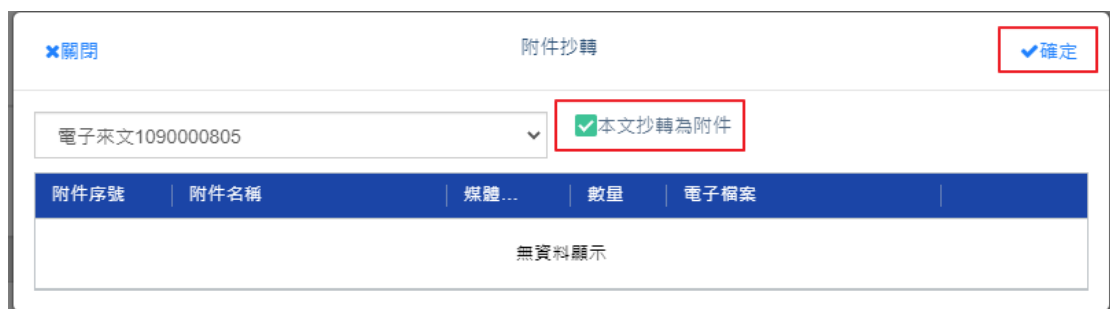 ✖關閉 附件抄轉 ✔確定
電子來文1090000805 本文抄轉為附件
附件序號 附件名稱 媒體... 數量 電子檔案
無資料顯示